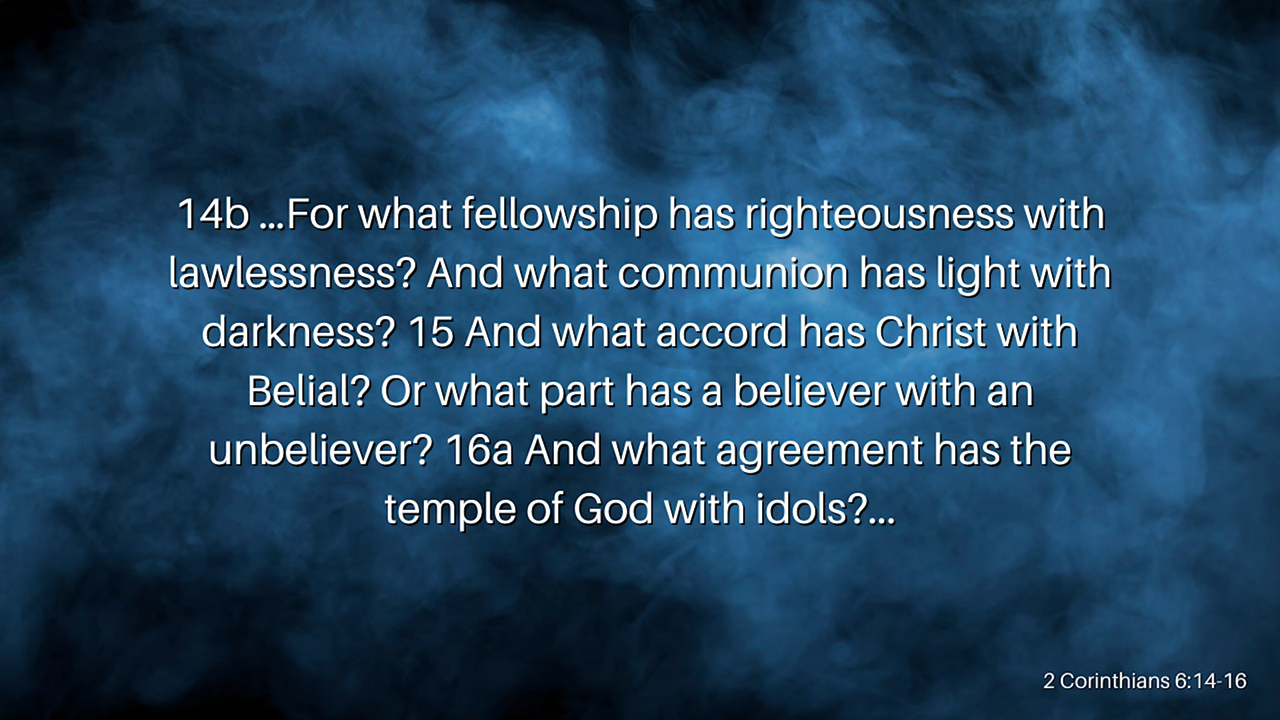 14b ...For what fellowship has righteousness with
lawlessness? And what communion has light with
darkness? 15 And what accord has Christ with
Belial? Or what part has a believer with an
unbeliever? 16a And what agreement has the
temple of God with idols?...
2 Corinthians 6:14-16